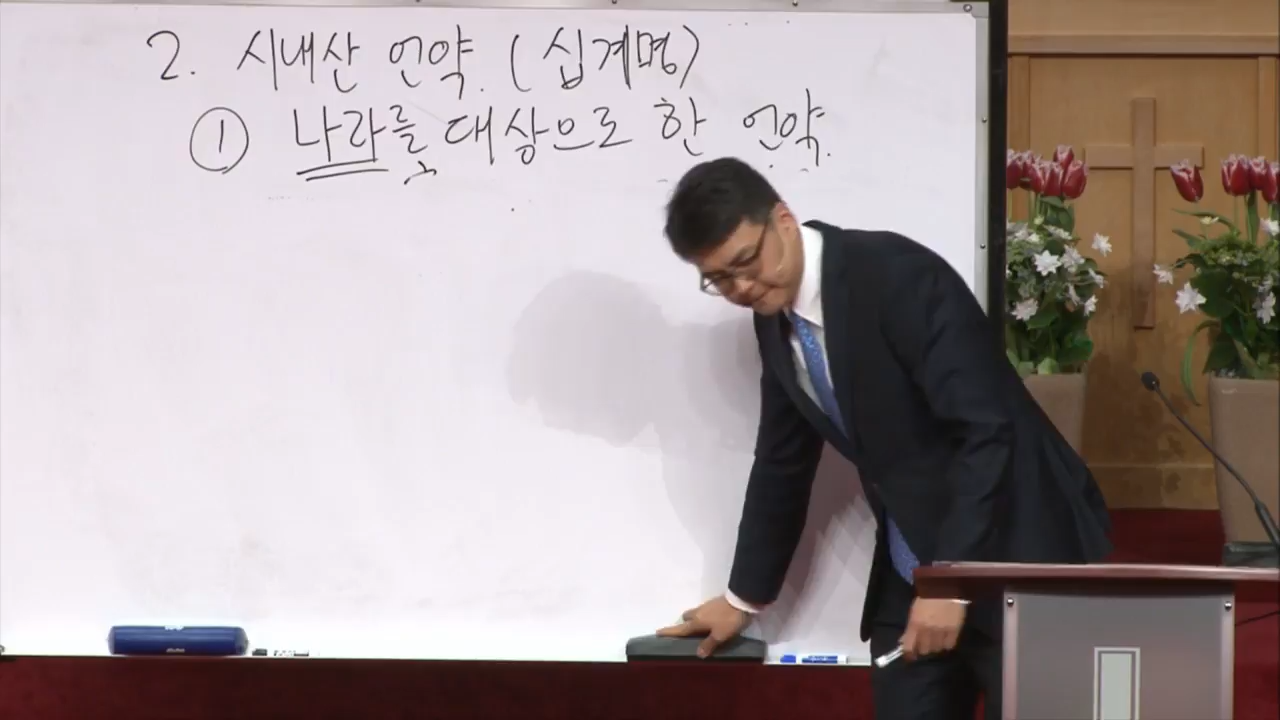 2. 시내산 언약. (십계명)
① 나라를 대상으로 한 언약.